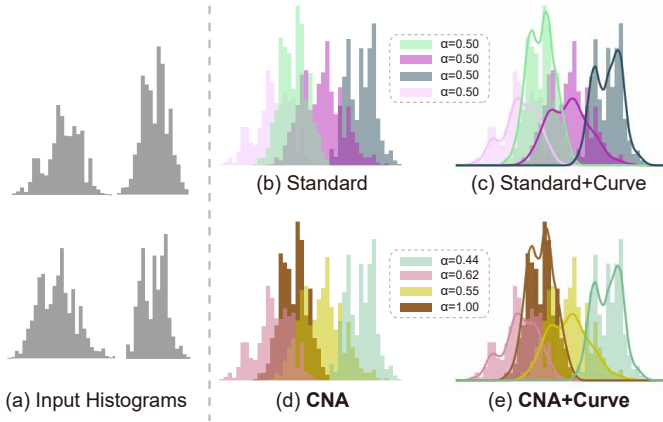 α=0.50
α=0.50
α=0.50
α=0.50
(b) Standard
(c) Standard+Curve
α=0.44
α=0.62
α=0.55
α=1.00
(a) Input Histograms
(d) CNA
(e) CNA+Curve